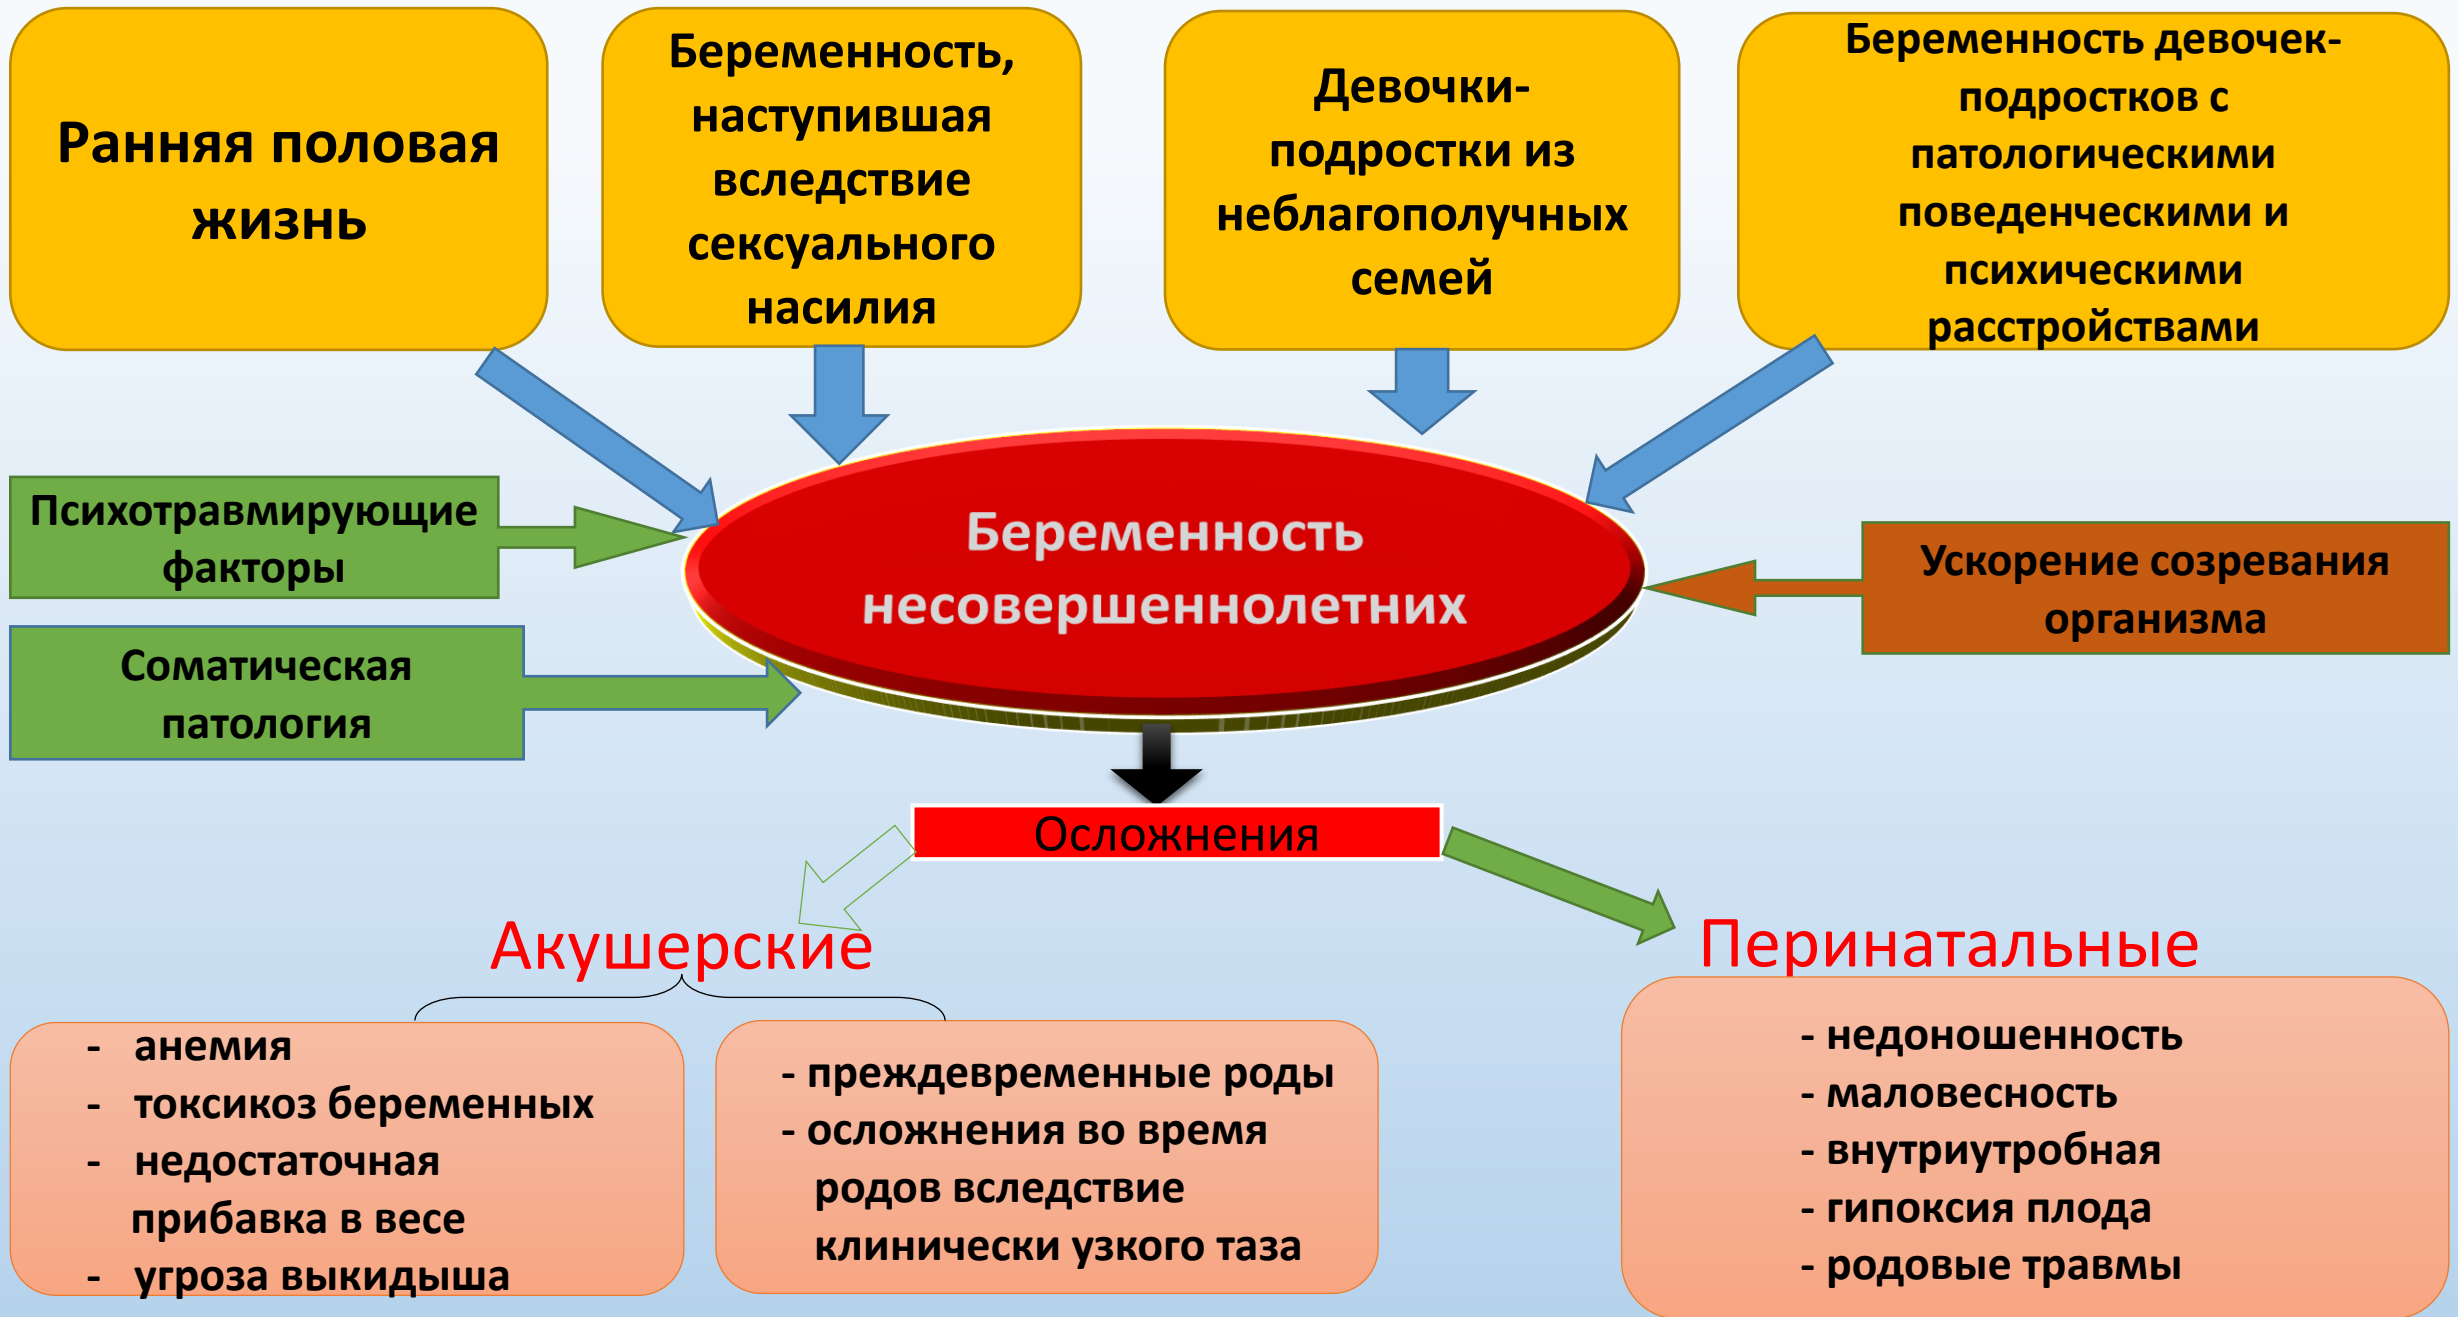 Ранняя половая
жизнь
Беременность,
наступившая
вследствие
сексуального
насилия
Девочки-
подростки из
неблагополучных
семей
Беременность девочек-
подростков с
патологическими
поведенческими и
психическими
расстройствами
Психотравмирующие
факторы
Соматическая
патология
Беременность
несовершеннолетних
Ускорение созревания
организма
Осложнения
Акушерские
- анемия
- токсикоз беременных
- недостаточная
прибавка в весе
- угроза выкидыша
- преждевременные роды
- осложнения во время
родов вследствие
клинически узкого таза
Перинатальные
- недоношенность
- маловесность
- внутриутробная
- гипоксия плода
- родовые травмы